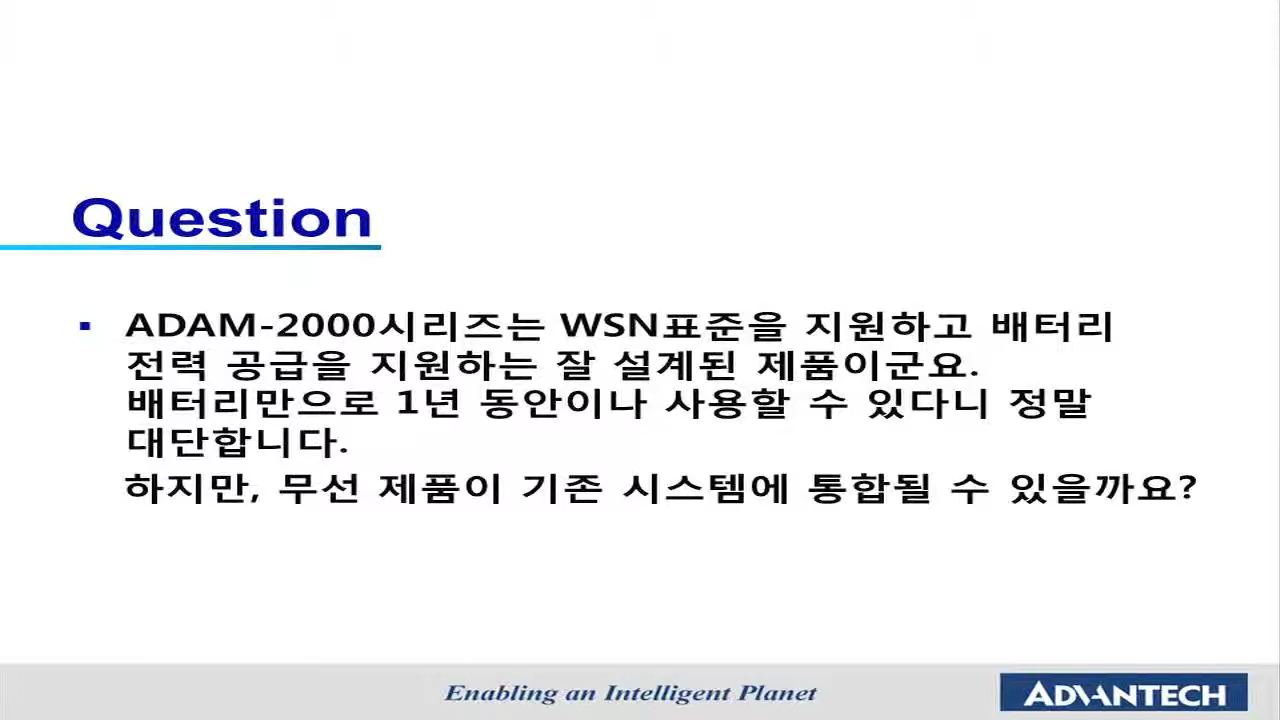 Question
▪ ADAM-2000시리즈는 WSN표준을 지원하고 배터리
전력 공급을 지원하는 잘 설계된 제품이군요.
배터리만으로 1년 동안이나 사용할 수 있다니 정말
대단합니다.
하지만, 무선 제품이 기존 시스템에 통합될 수 있을까요?
Enabling an Intelligent Planet
ADVANTECH